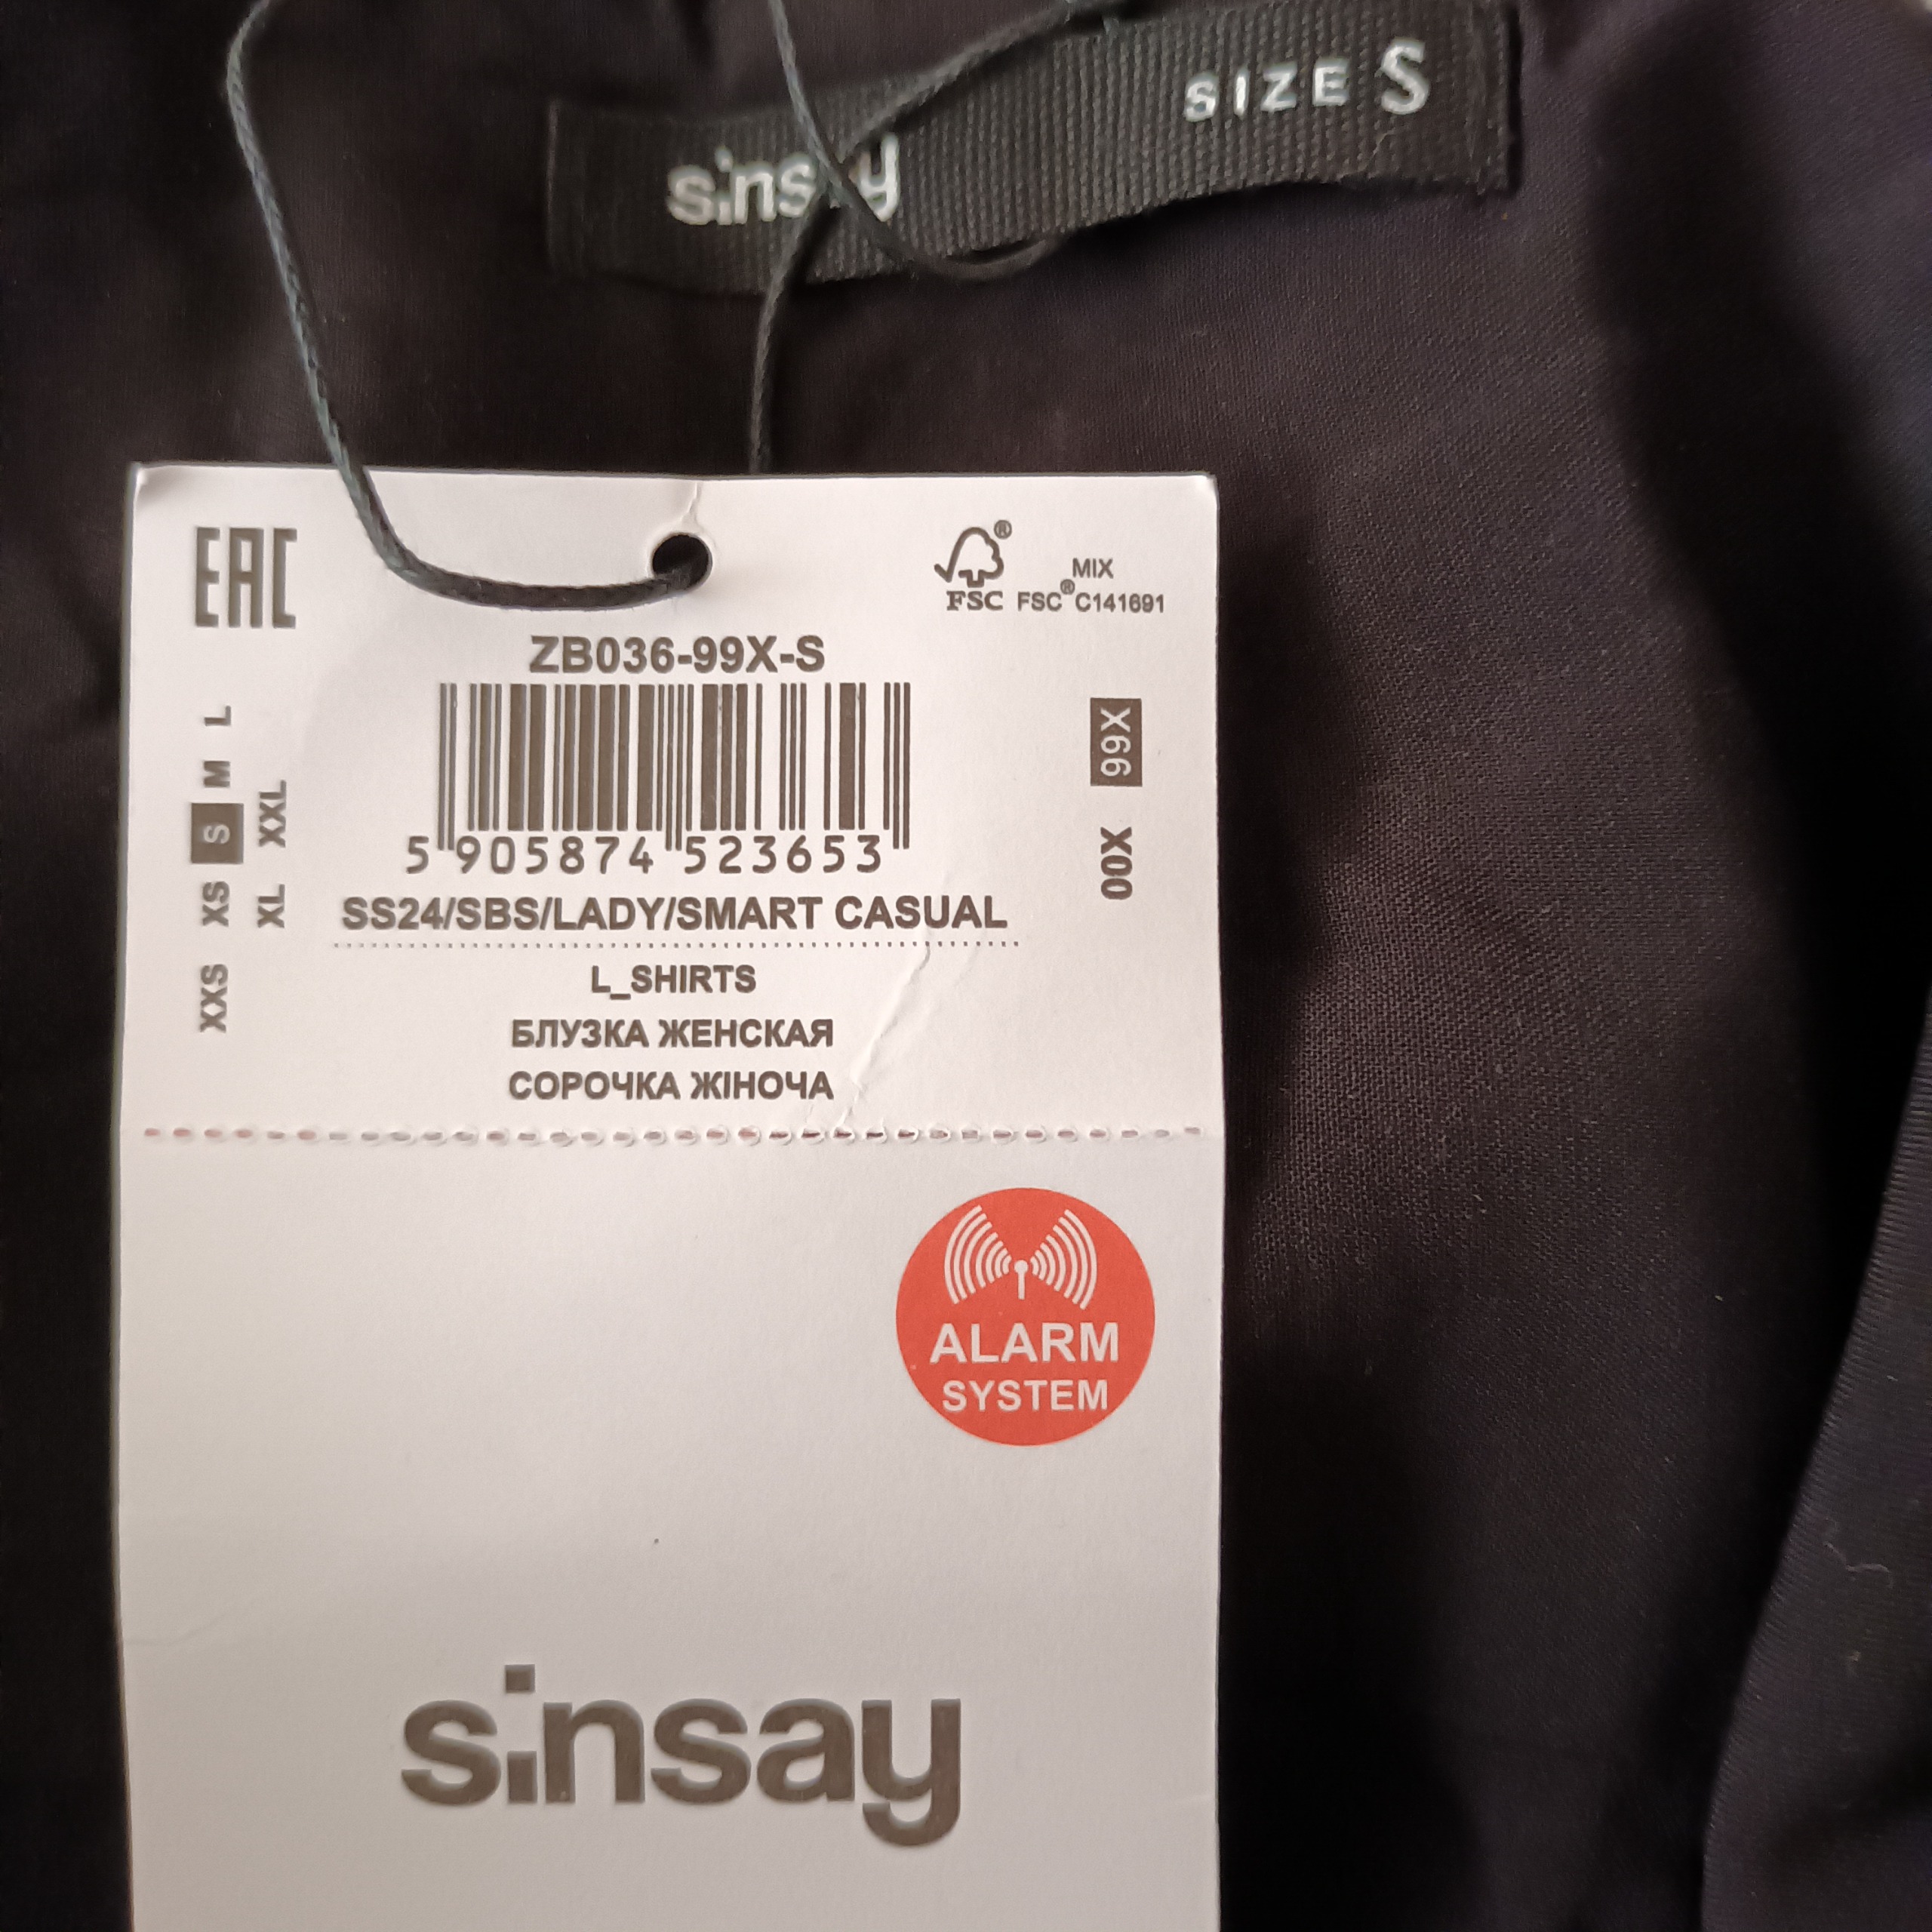 SIZE S
sinsay
EAC
FSC® MIX
FSC® C141691
ZB036-99X-S
5 905874 523653
SS24/SBS/LADY/SMART CASUAL
L_SHIRTS
БЛУЗКА ЖЕНСКАЯ
СОРОЧКА ЖІНОЧА
XXS XS S M L
XL XXL
99X 00X
ALARM
SYSTEM
sinsay